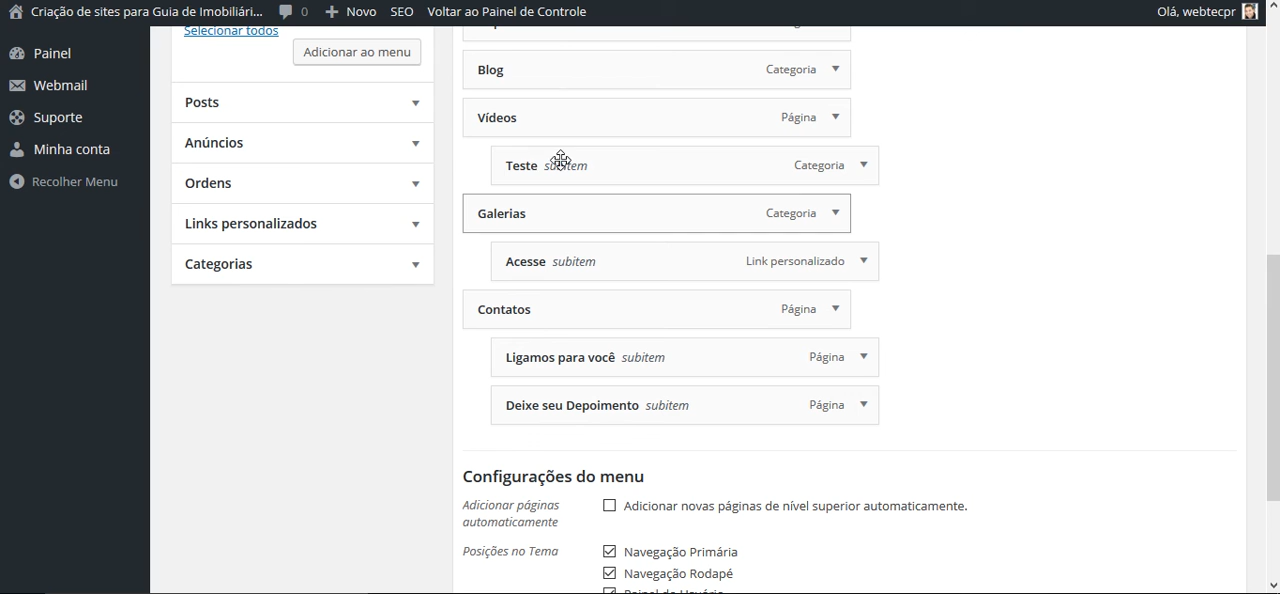 Criação de sites para Guia de Imobiliári... 0 Novo SEO Voltar ao Painel de Controle Olá, webtecpr
Painel
Webmail
Suporte
Minha conta
Recolher Menu
Selecionar todos
Adicionar ao menu
Posts
Anúncios
Ordens
Links personalizados
Categorias
Blog Categoria
Vídeos Página
Teste subitem Categoria
Galerias Categoria
Acesse subitem Link personalizado
Contatos Página
Ligamos para você subitem Página
Deixe seu Depoimento subitem Página
Configurações do menu
Adicionar páginas automaticamente
Adicionar novas páginas de nível superior automaticamente.
Posições no Tema
Navegação Primária
Navegação Rodapé